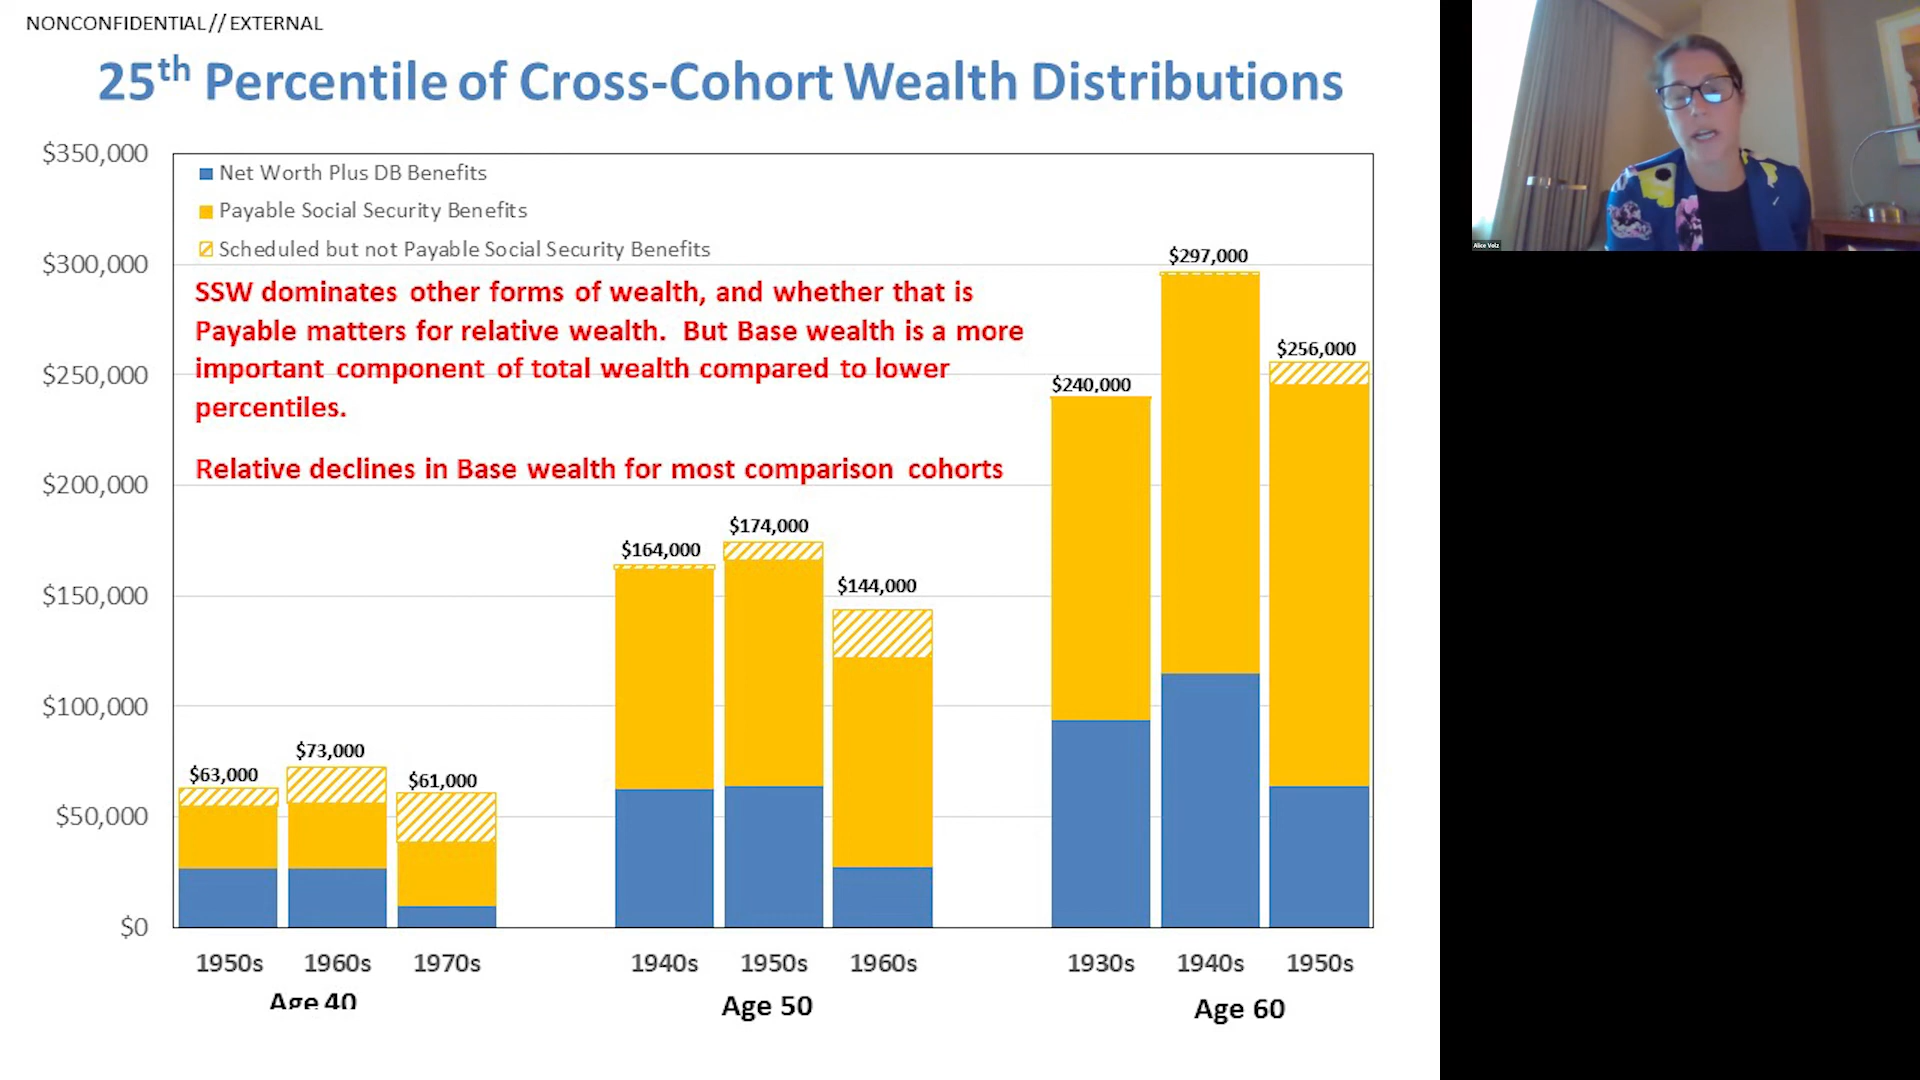 NONCONFIDENTIAL//EXTERNAL
25th Percentile of Cross-Cohort Wealth Distributions
$350,000
$300,000
$250,000
$200,000
$150,000
$100,000
$50,000
$0
Net Worth Plus DB Benefits
Payable Social Security Benefits
Scheduled but not Payable Social Security Benefits
SSW dominates other forms of wealth, and whether that is
Payable matters for relative wealth. But Base wealth is a more
important component of total wealth compared to lower
percentiles.
Relative declines in Base wealth for most comparison cohorts
$63,000
$73,000
$61,000
$164,000
$174,000
$144,000
$240,000
$297,000
$256,000
1950s 1960s 1970s 1940s 1950s 1960s 1930s 1940s 1950s
Age 40 Age 50 Age 60
Alice Volz